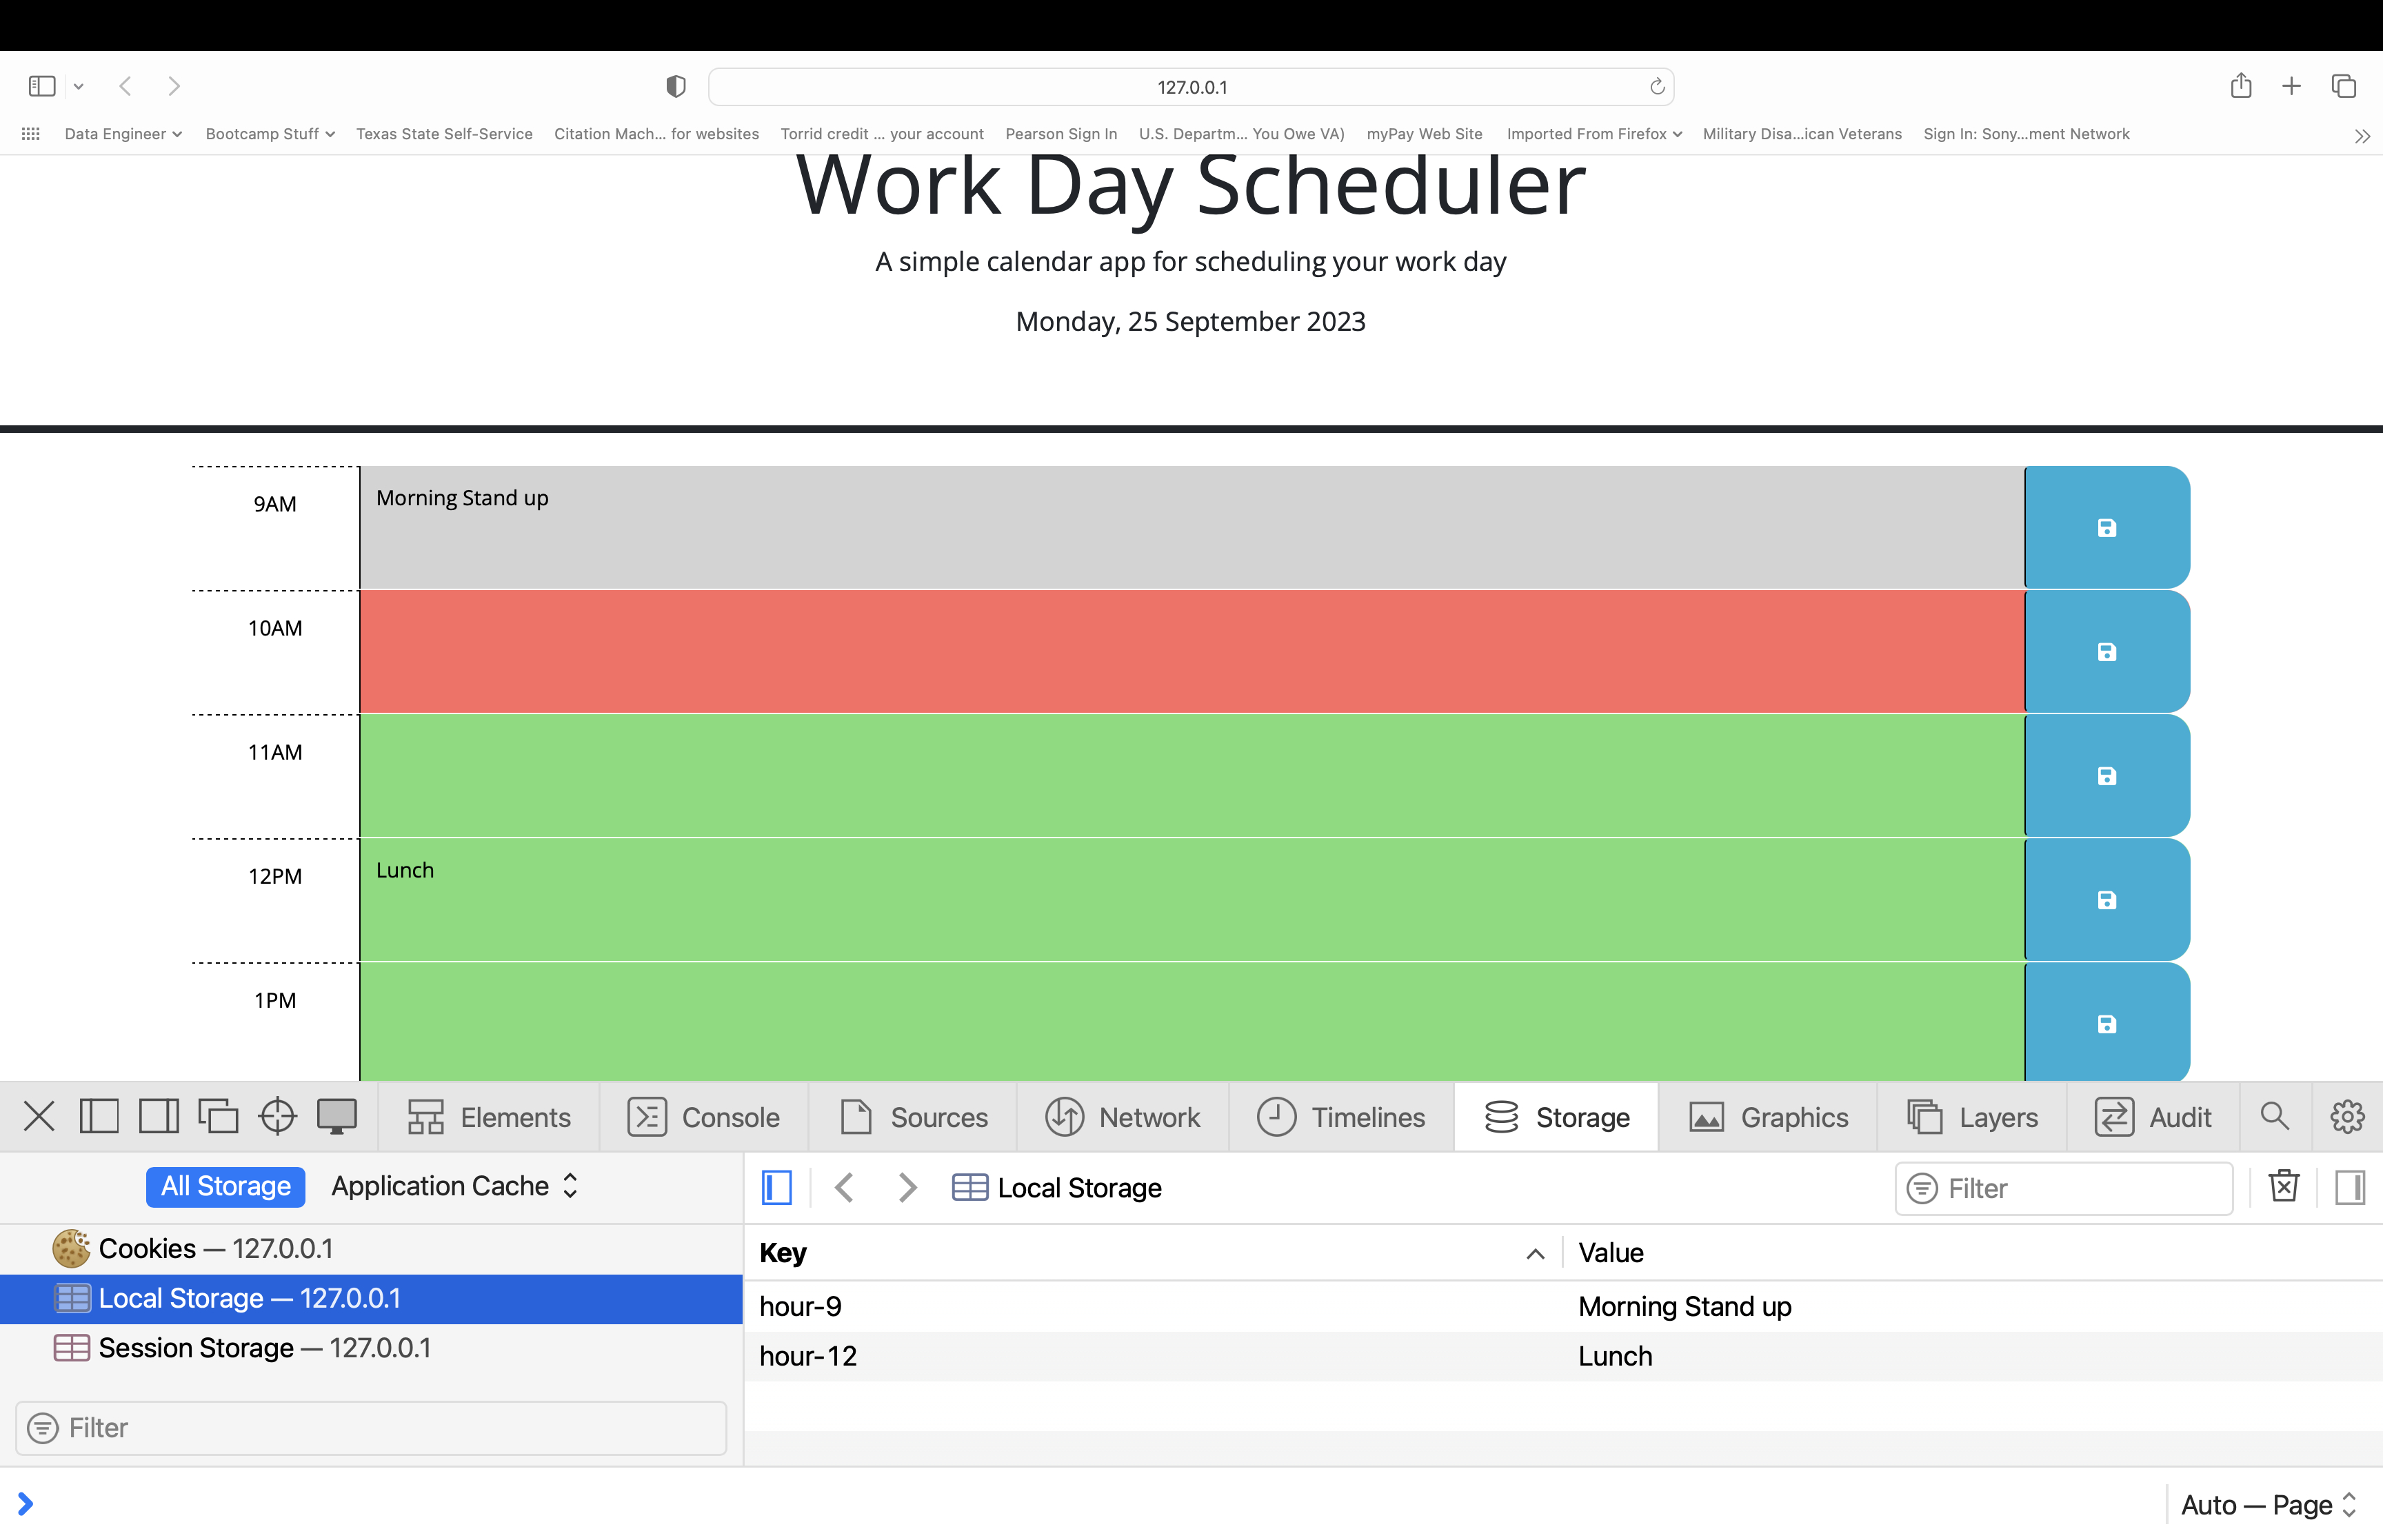 127.0.0.1
Data Engineer Bootcamp Stuff Texas State Self-Service Citation Mach... for websites Torrid credit ... your account Pearson Sign In U.S. Departm... You Owe VA) myPay Web Site Imported From Firefox Military Disa...ican Veterans Sign In: Sony...ment Network
Work Day Scheduler
A simple calendar app for scheduling your work day
Monday, 25 September 2023
9AM Morning Stand up
10AM
11AM
12PM Lunch
1PM
Elements Console Sources Network Timelines Storage Graphics Layers Audit
All Storage Application Cache Local Storage Filter
Cookies — 127.0.0.1
Local Storage — 127.0.0.1
Session Storage — 127.0.0.1
Filter
Key Value
hour-9 Morning Stand up
hour-12 Lunch
Auto — Page